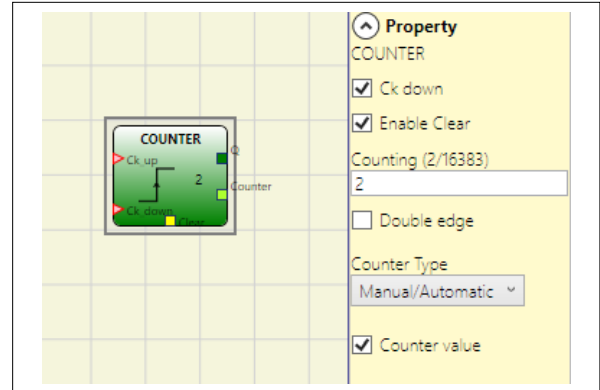 COUNTER
Ck_up
Q
2
Counter
Ck_down
Clear
Property
COUNTER
Ck down
Enable Clear
Counting (2/16383)
2
Double edge
Counter Type
Manual/Automatic
Counter value